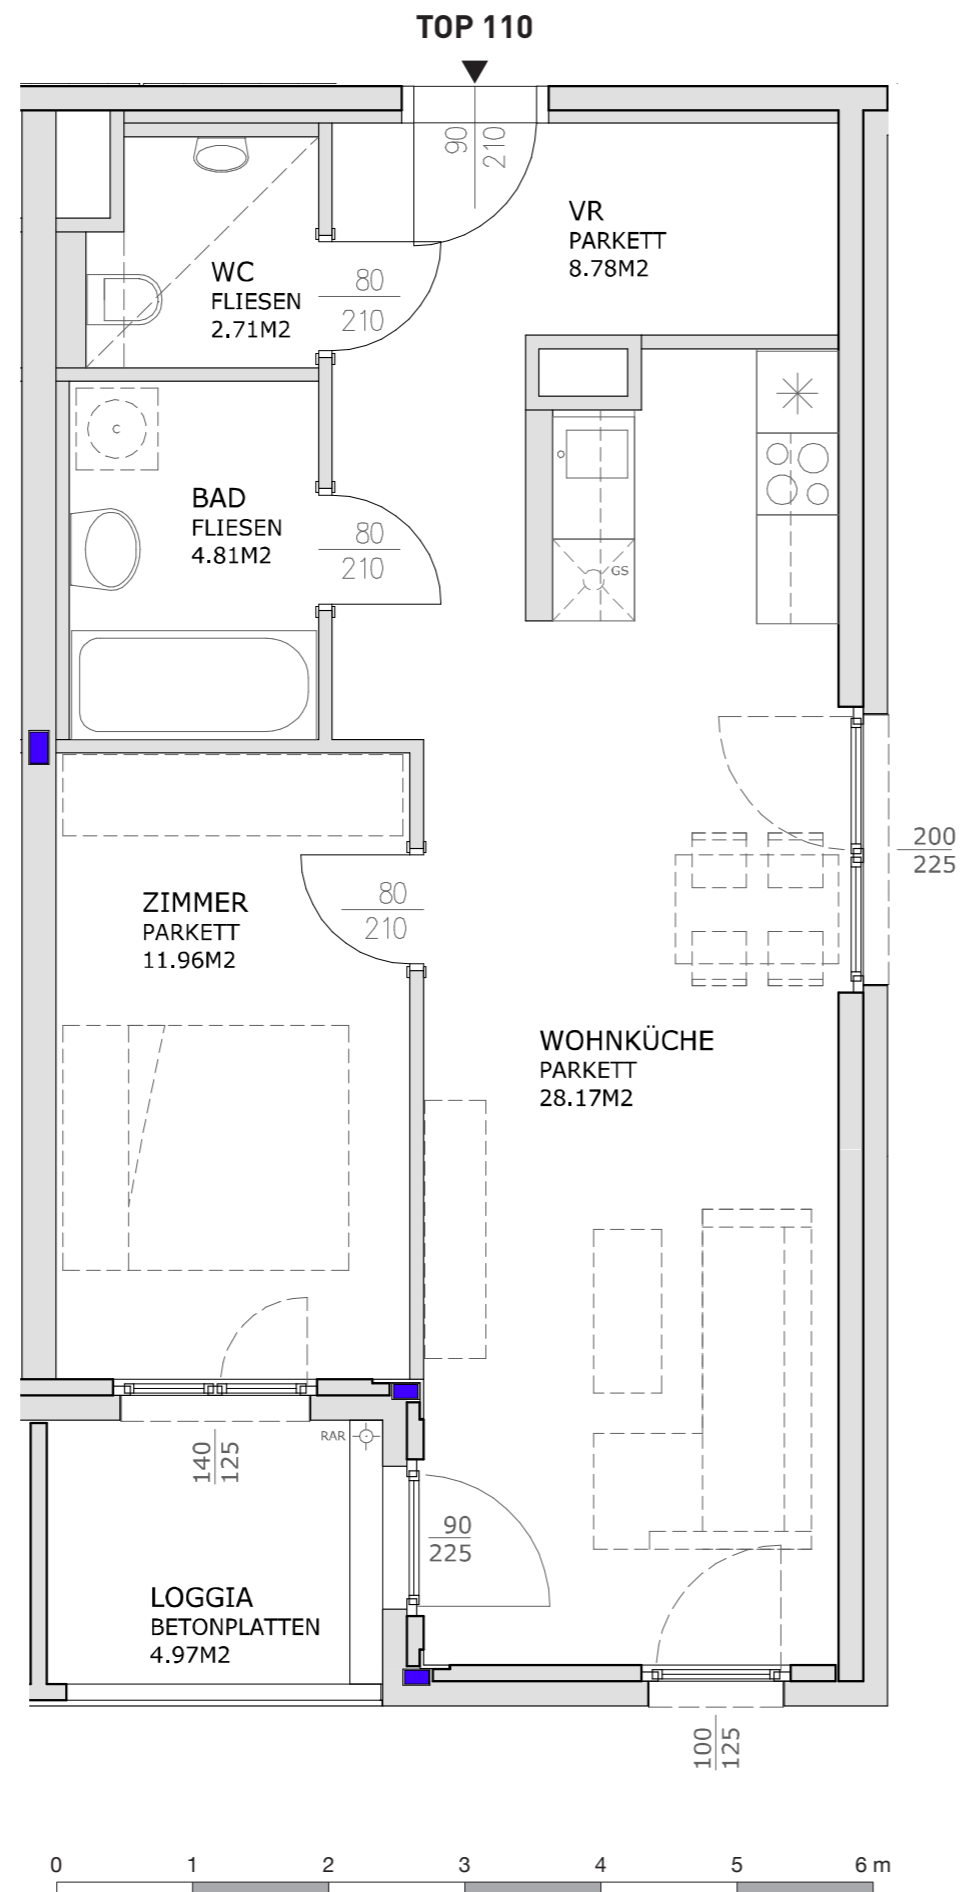 TOP 110
90
210
VR
PARKETT
8.78M2
WC
FLIESEN
2.71M2
80
210
C
BAD
FLIESEN
4.81M2
80
210
GS
200
225
ZIMMER
PARKETT
11.96M2
80
210
WOHNKÜCHE
PARKETT
28.17M2
RAR
140
125
90
225
LOGGIA
BETONPLATTEN
4.97M2
100
125
0 1 2 3 4 5 6 m